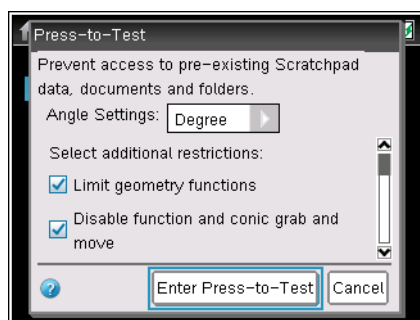 Press-to-Test
Prevent access to pre-existing Scratchpad
data, documents and folders.
Angle Settings: Degree
Select additional restrictions:
Limit geometry functions
Disable function and conic grab and
move
?
Enter Press-to-Test Cancel